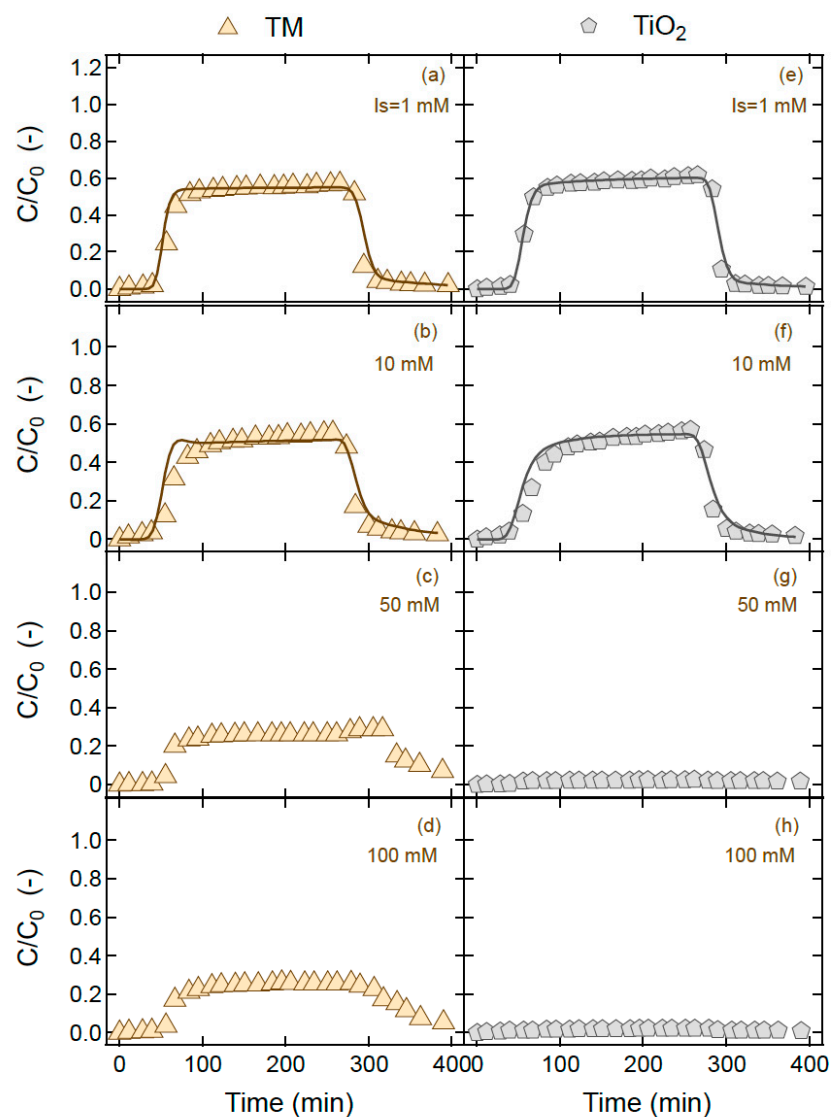 TM TiO₂
(a) (e)
Is=1 mM Is=1 mM
1.2
1.0
0.8
0.6
0.4
0.2
0.0
C/C₀ (-)
(b) (f)
10 mM 10 mM
1.0
0.8
0.6
0.4
0.2
0
C/C₀ (-)
(c) (g)
50 mM 50 mM
1.0
0.8
0.6
0.4
0.2
0
C/C₀ (-)
(d) (h)
100 mM 100 mM
1.0
0.8
0.6
0.4
0.2
0.0
C/C₀ (-)
0 100 200 300 400 0 100 200 300 400
Time (min) Time (min)